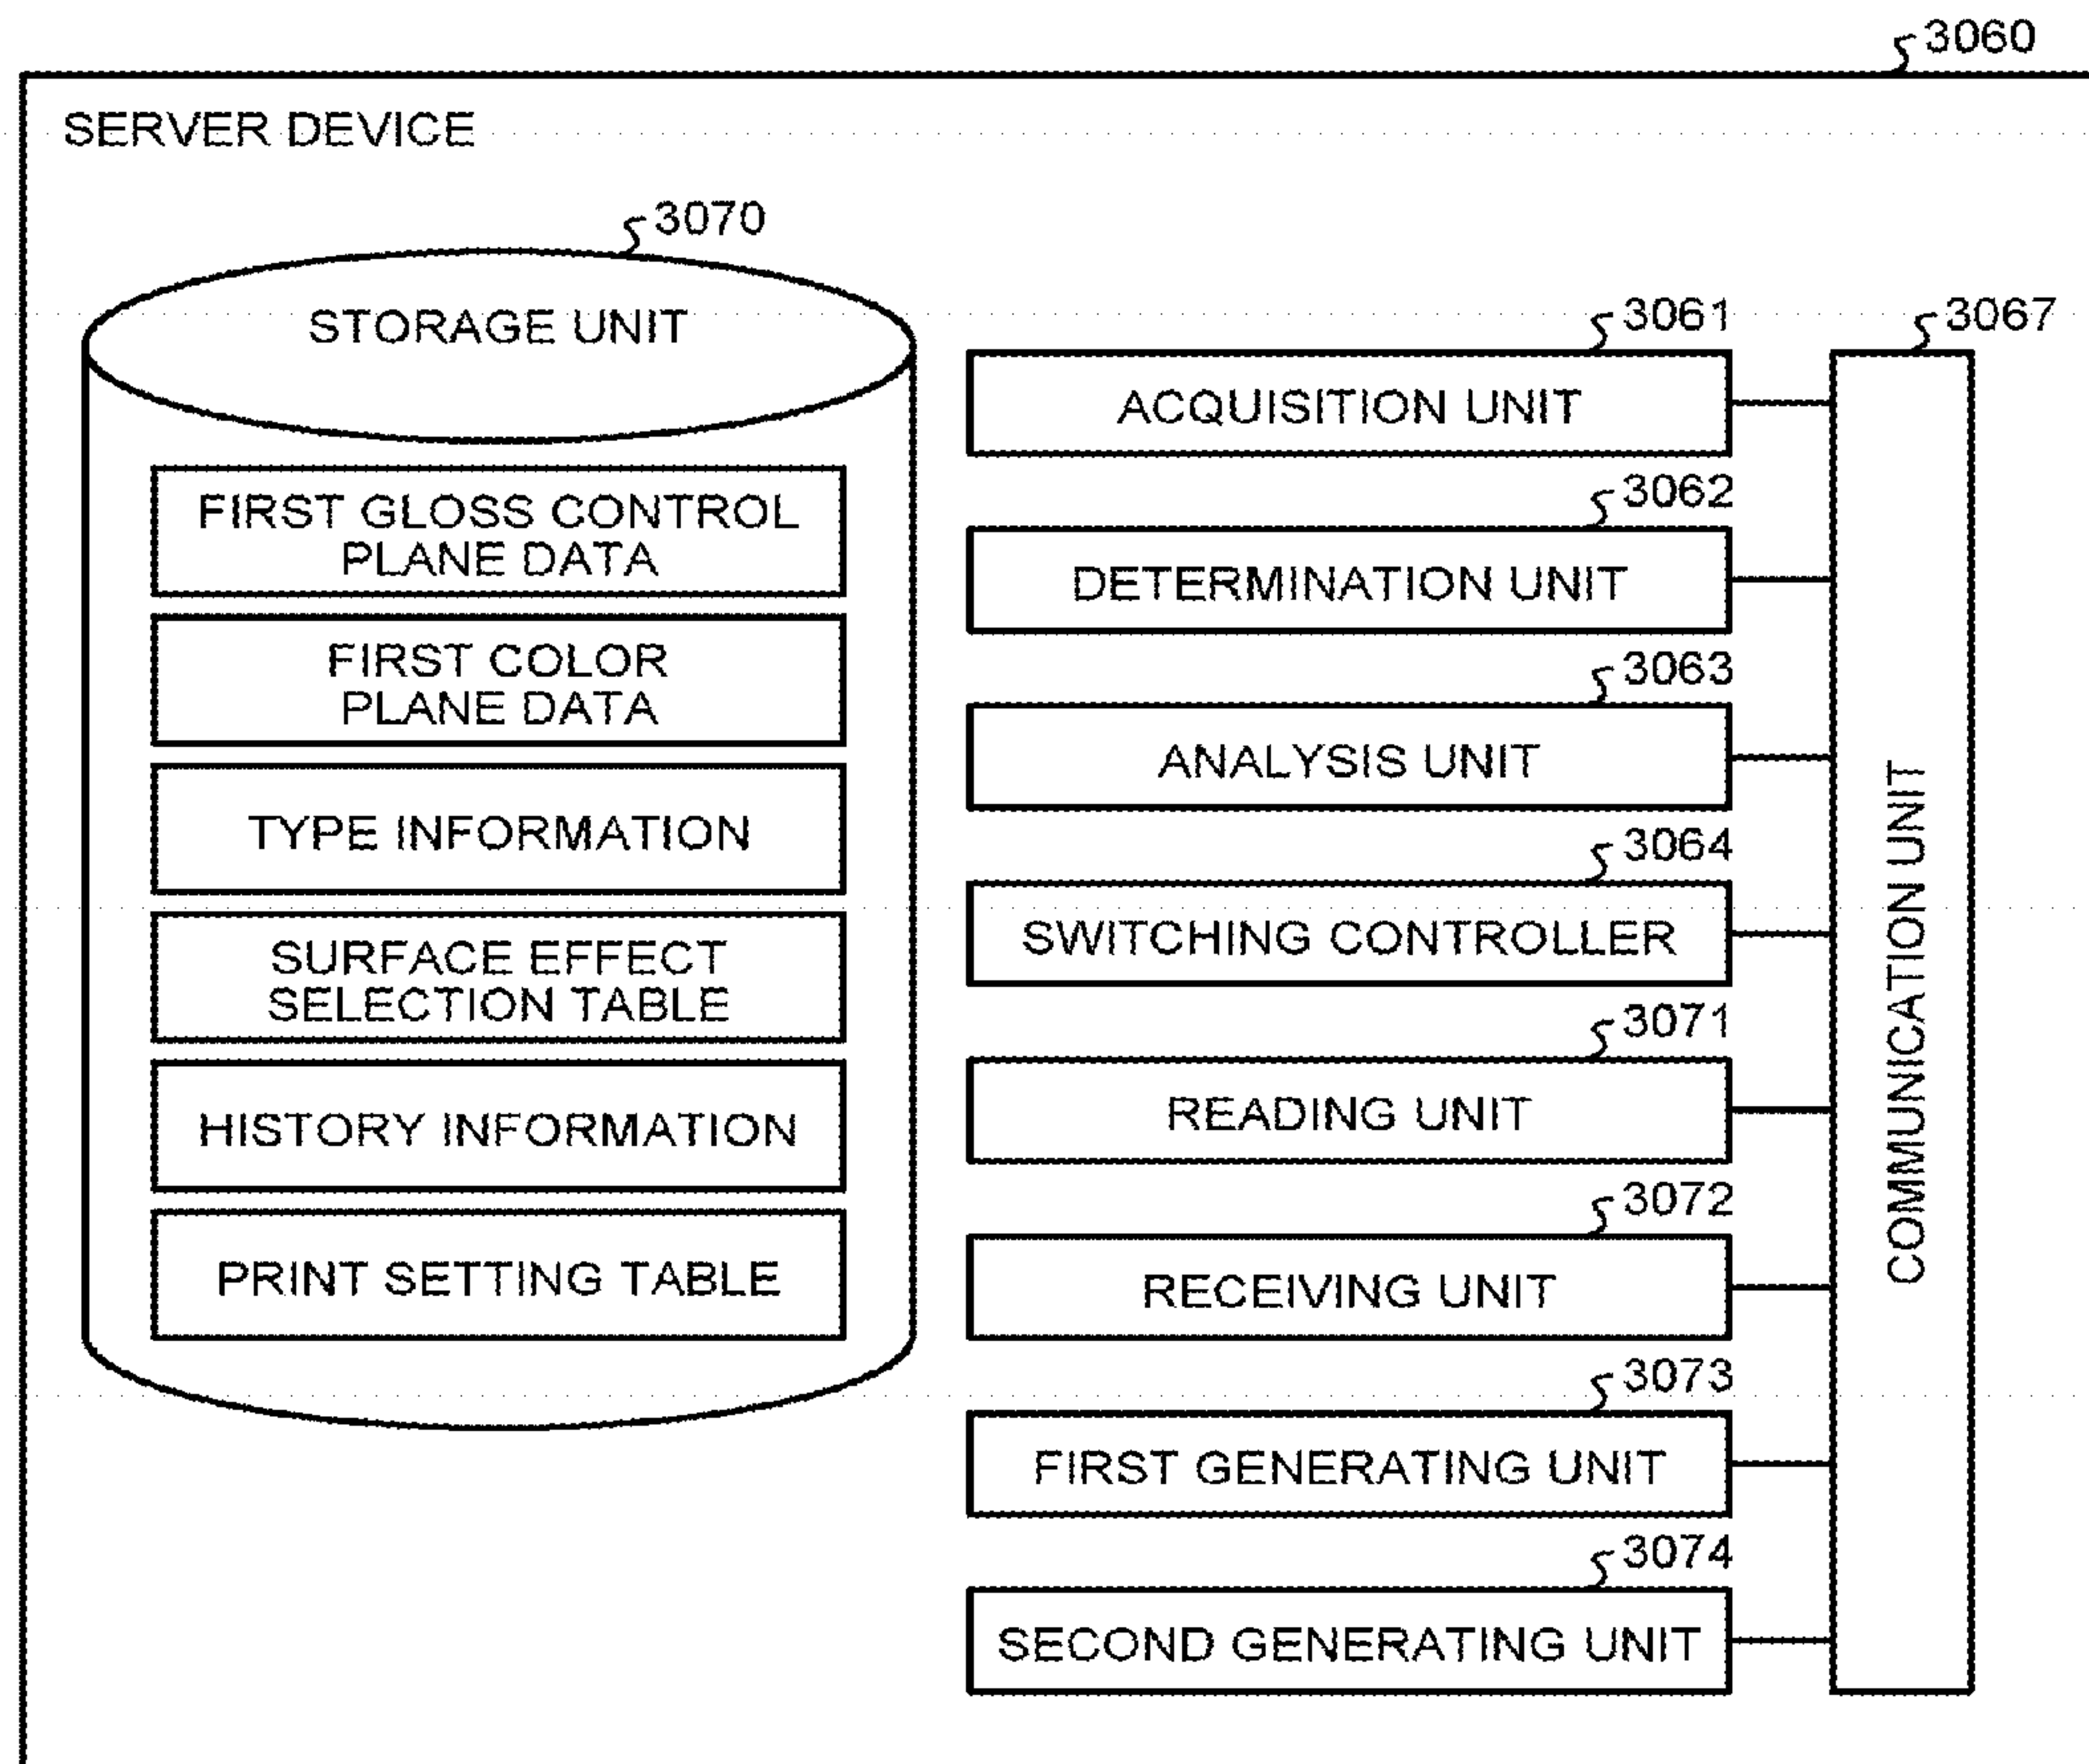 3060
SERVER DEVICE
3070
STORAGE UNIT
FIRST GLOSS CONTROL
PLANE DATA
FIRST COLOR
PLANE DATA
TYPE INFORMATION
SURFACE EFFECT
SELECTION TABLE
HISTORY INFORMATION
PRINT SETTING TABLE
3061
ACQUISITION UNIT
3062
DETERMINATION UNIT
3063
ANALYSIS UNIT
3064
SWITCHING CONTROLLER
3071
READING UNIT
3072
RECEIVING UNIT
3073
FIRST GENERATING UNIT
3074
SECOND GENERATING UNIT
3067
COMMUNICATION UNIT